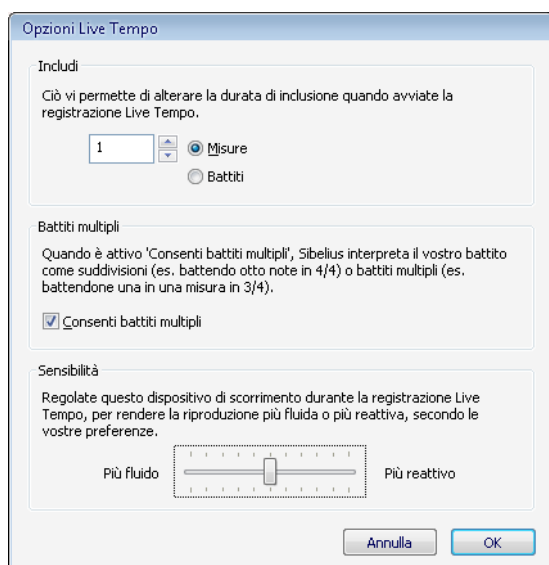 Opzioni Live Tempo
Includi
Ciò vi permette di alterare la durata di inclusione quando avviate la
registrazione Live Tempo.
1
Misure
Battiti
Battiti multipli
Quando è attivo 'Consenti battiti multipli', Sibelius interpreta il vostro battito
come suddivisioni (es. battendo otto note in 4/4) o battiti multipli (es.
battendone una in una misura in 3/4).
Consenti battiti multipli
Sensibilità
Regolate questo dispositivo di scorrimento durante la registrazione Live
Tempo, per rendere la riproduzione più fluida o più reattiva, secondo le
vostre preferenze.
Più fluido
Più reattivo
Annulla
OK